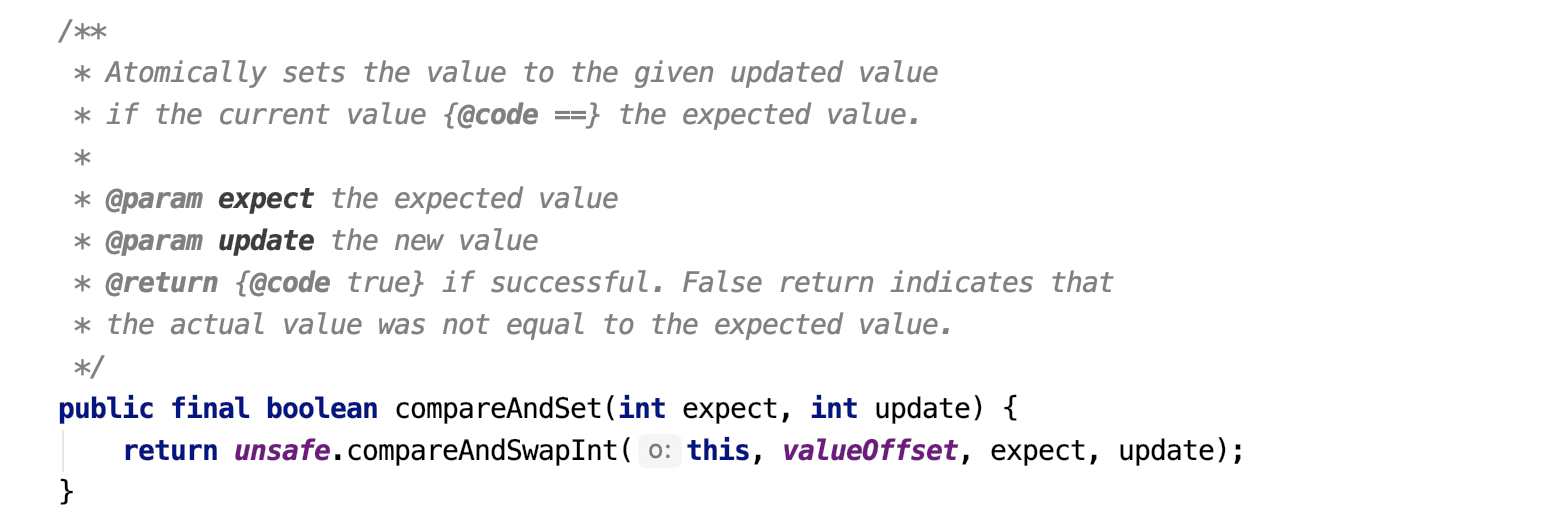 /**
 * Atomically sets the value to the given updated value
 * if the current value {@code ==} the expected value.
 *
 * @param expect the expected value
 * @param update the new value
 * @return {@code true} if successful. False return indicates that
 * the actual value was not equal to the expected value.
 */
public final boolean compareAndSet(int expect, int update) {
    return unsafe.compareAndSwapInt( o: this, valueOffset, expect, update);
}